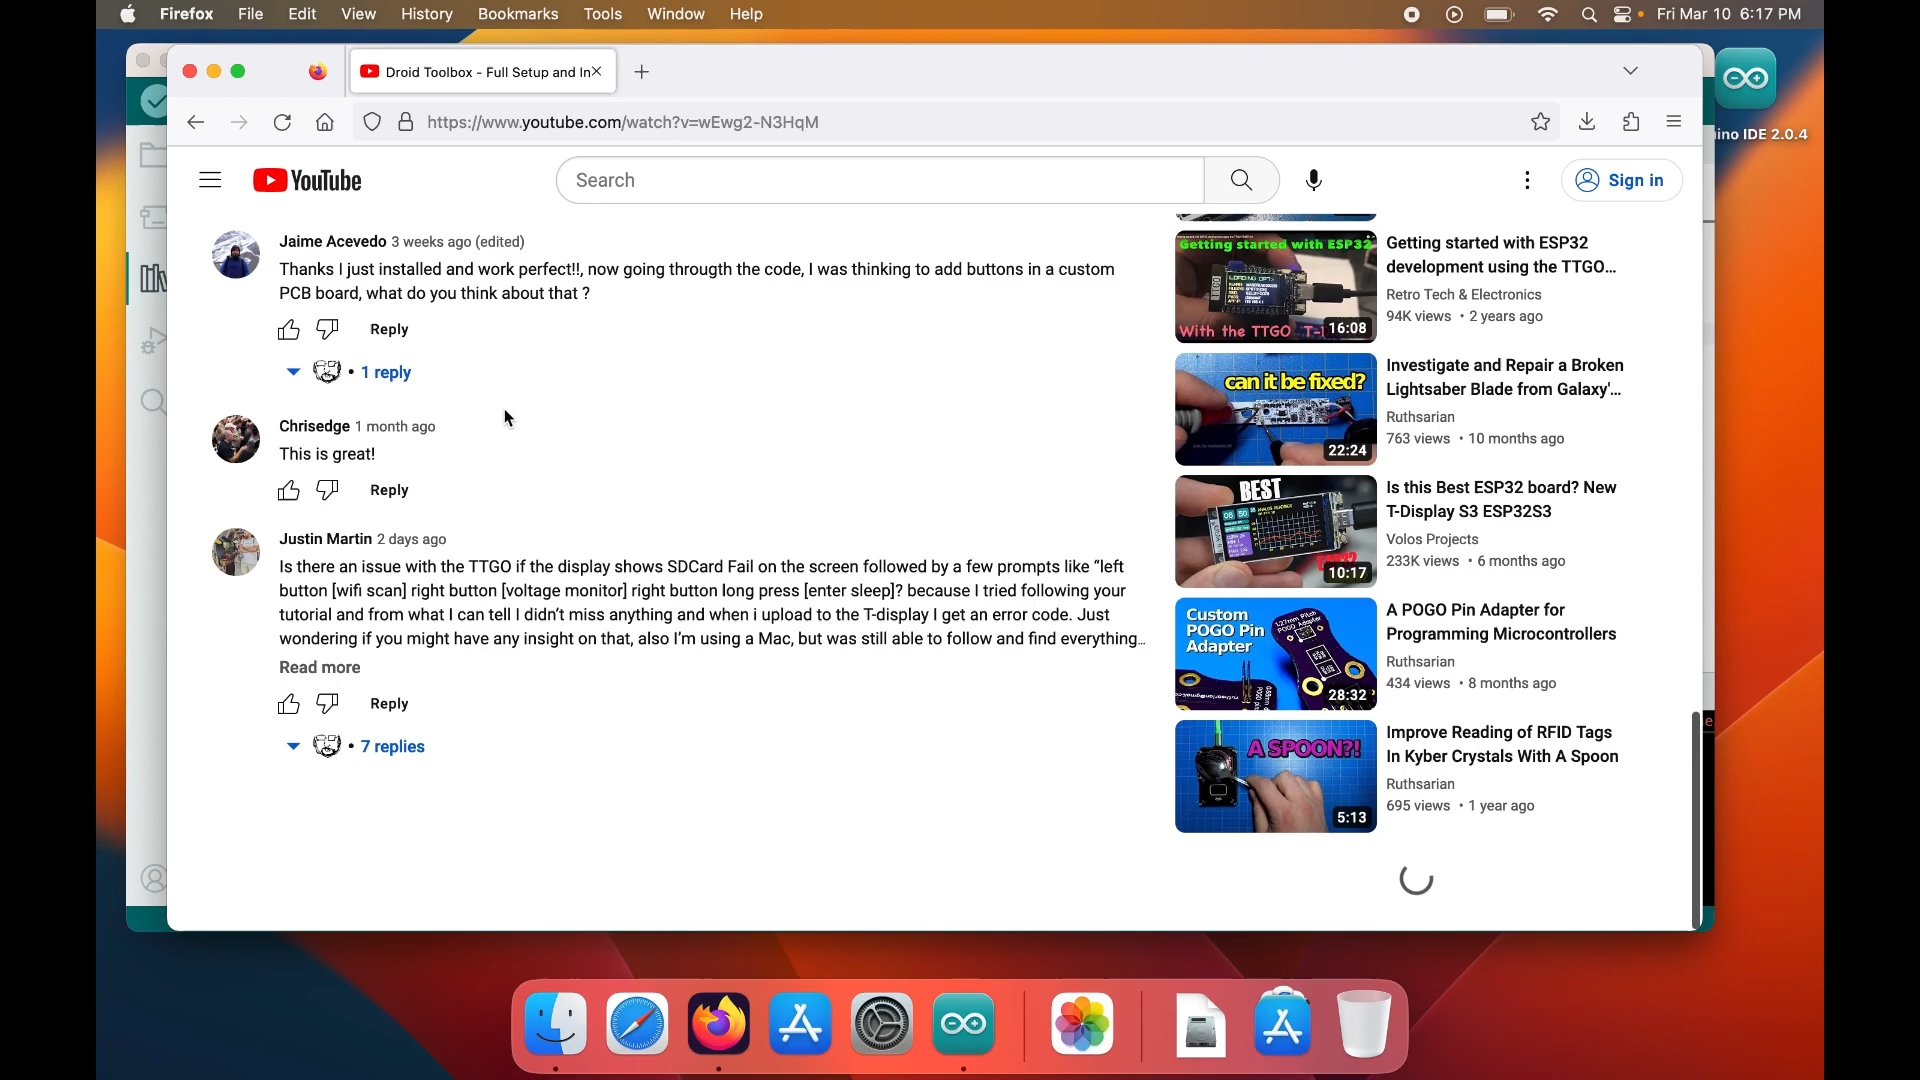 Firefox File Edit View History Bookmarks Tools Window Help
Fri Mar 10 6:17 PM
Droid Toolbox - Full Setup and In
https://www.youtube.com/watch?v=wEwg2-N3HqM
ino IDE 2.0.4
YouTube
Search
Sign in
Jaime Acevedo 3 weeks ago (edited)
Thanks I just installed and work perfect!!, now going througth the code, I was thinking to add buttons in a custom
PCB board, what do you think about that ?
Reply
• 1 reply
Chrisedge 1 month ago
This is great!
Reply
Justin Martin 2 days ago
Is there an issue with the TTGO if the display shows SDCard Fail on the screen followed by a few prompts like “left
button [wifi scan] right button [voltage monitor] right button long press [enter sleep]? because I tried following your
tutorial and from what I can tell I didn’t miss anything and when i upload to the T-display I get an error code. Just
wondering if you might have any insight on that, also I’m using a Mac, but was still able to follow and find everything...
Read more
Reply
• 7 replies
Getting started with ESP32
With the TTGO T-
16:08
Getting started with ESP32
development using the TTGO...
Retro Tech & Electronics
94K views • 2 years ago
can it be fixed?
22:24
Investigate and Repair a Broken
Lightsaber Blade from Galaxy'...
Ruthsarian
763 views • 10 months ago
BEST
10:17
Is this Best ESP32 board? New
T-Display S3 ESP32S3
Volos Projects
233K views • 6 months ago
Custom
POGO Pin
Adapter
1.27mm Pitch
POGO Adapter
28:32
A POGO Pin Adapter for
Programming Microcontrollers
Ruthsarian
434 views • 8 months ago
A SPOON?!
5:13
Improve Reading of RFID Tags
In Kyber Crystals With A Spoon
Ruthsarian
695 views • 1 year ago